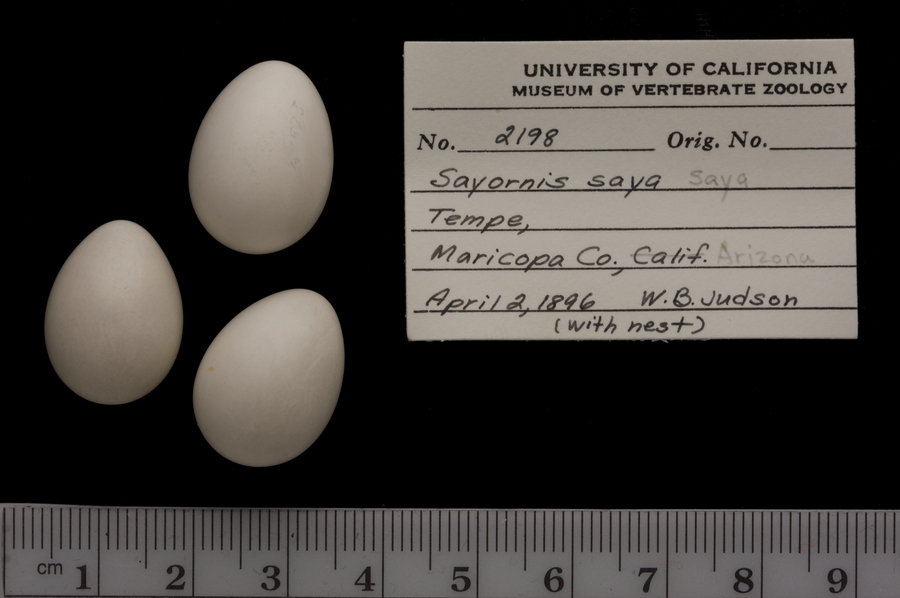 UNIVERSITY OF CALIFORNIA
MUSEUM OF VERTEBRATE ZOOLOGY
No. 2198 Orig. No.
Sayornis saya saya
Tempe,
Maricopa Co., Calif. Arizona
April 2, 1896 W.B. Judson
(with nest)
cm 1 2 3 4 5 6 7 8 9